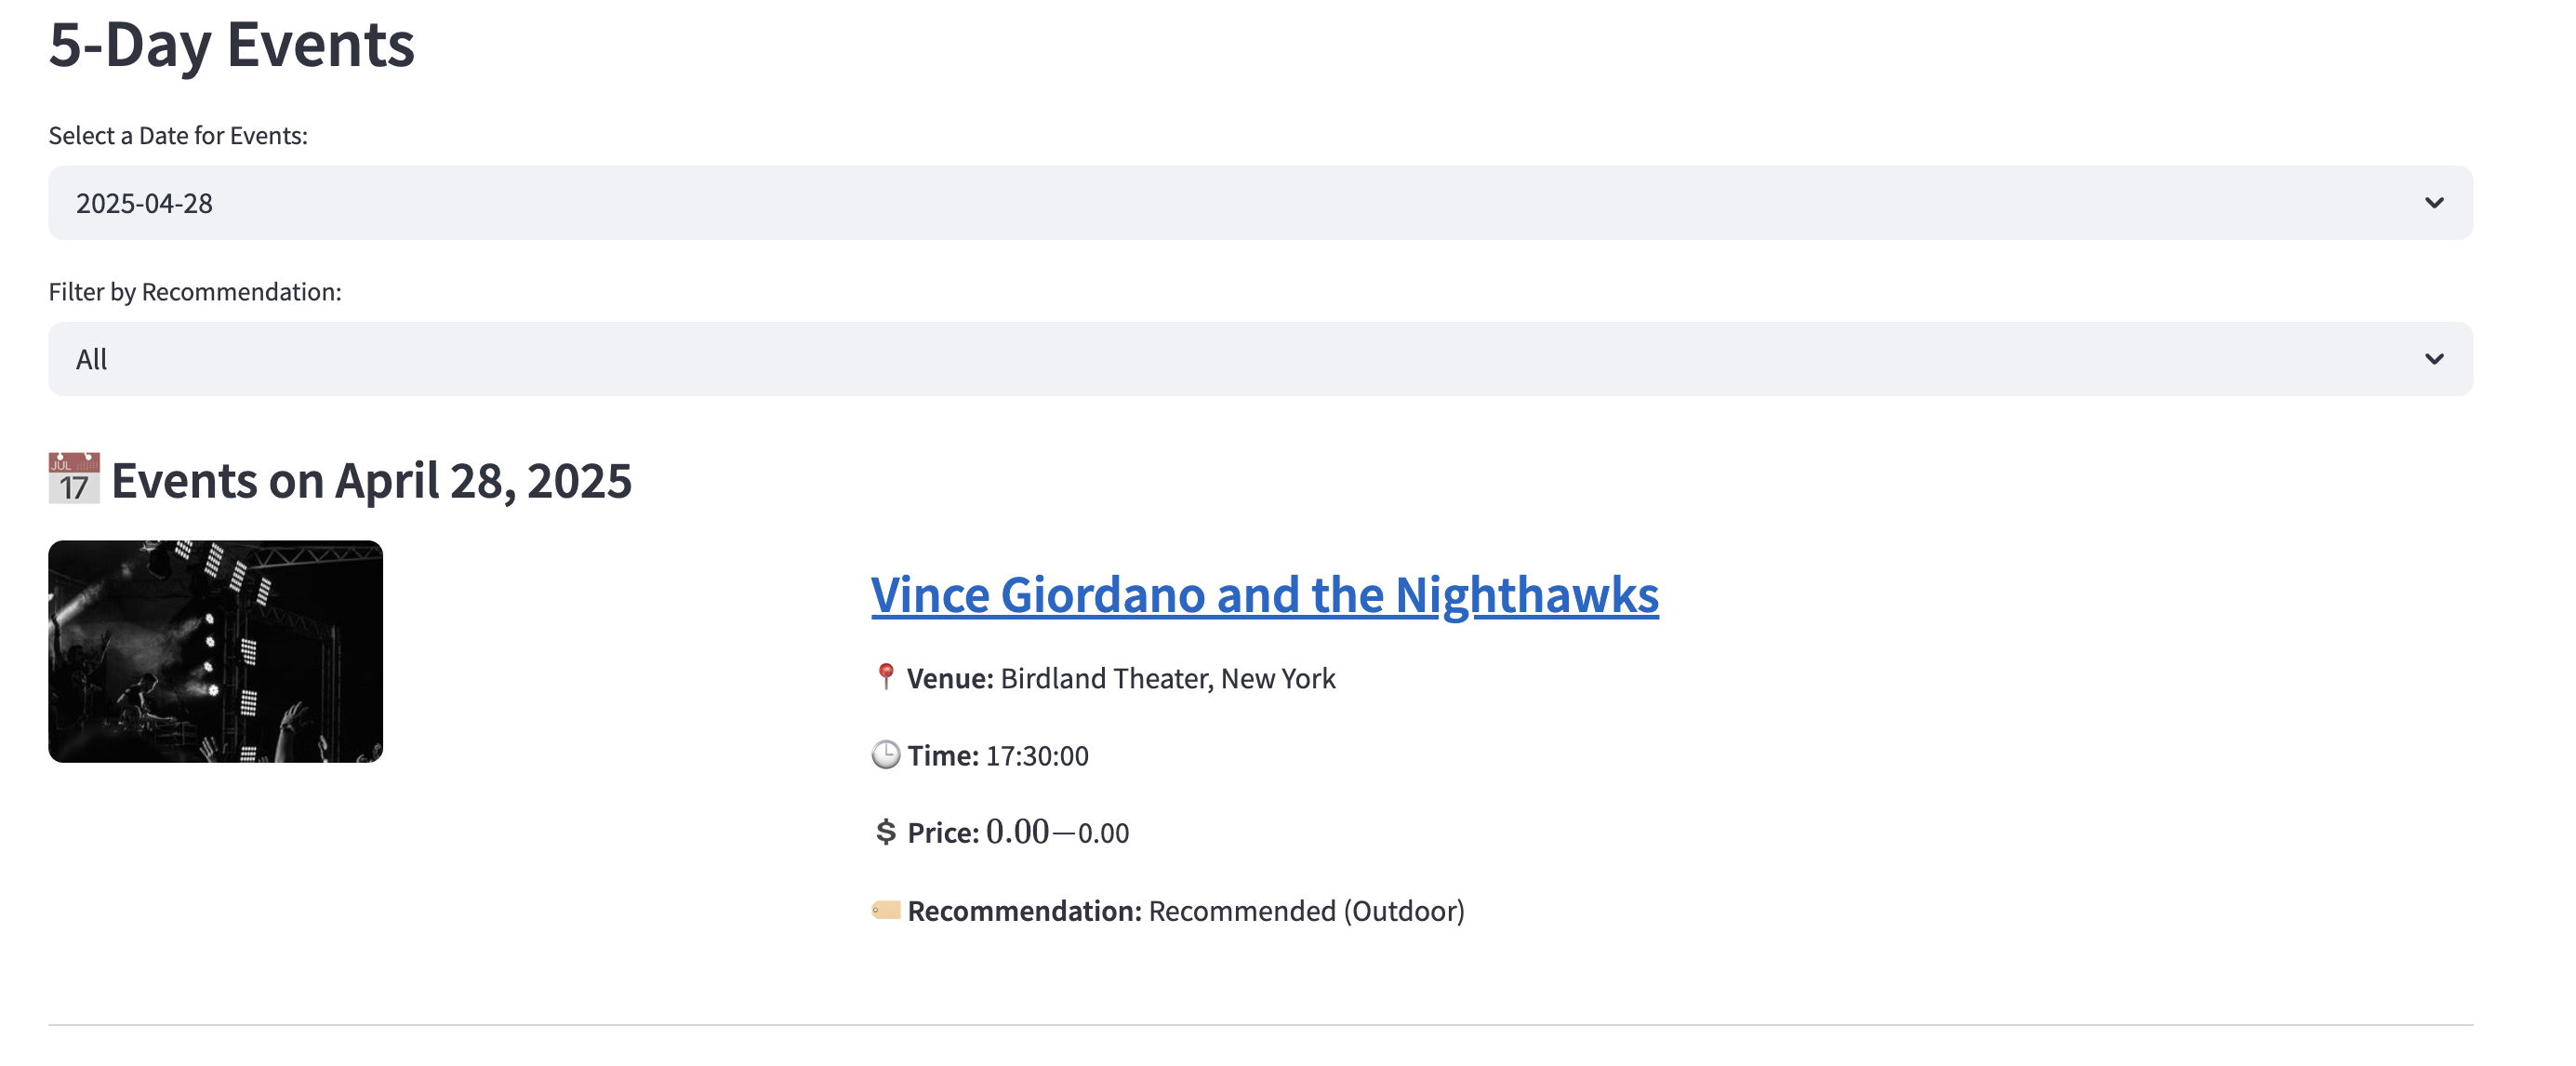 5-Day Events
Select a Date for Events:
2025-04-28
Filter by Recommendation:
All
JUL
17
Events on April 28, 2025
Vince Giordano and the Nighthawks
Venue: Birdland Theater, New York
Time: 17:30:00
$ Price: 0.00—0.00
Recommendation: Recommended (Outdoor)